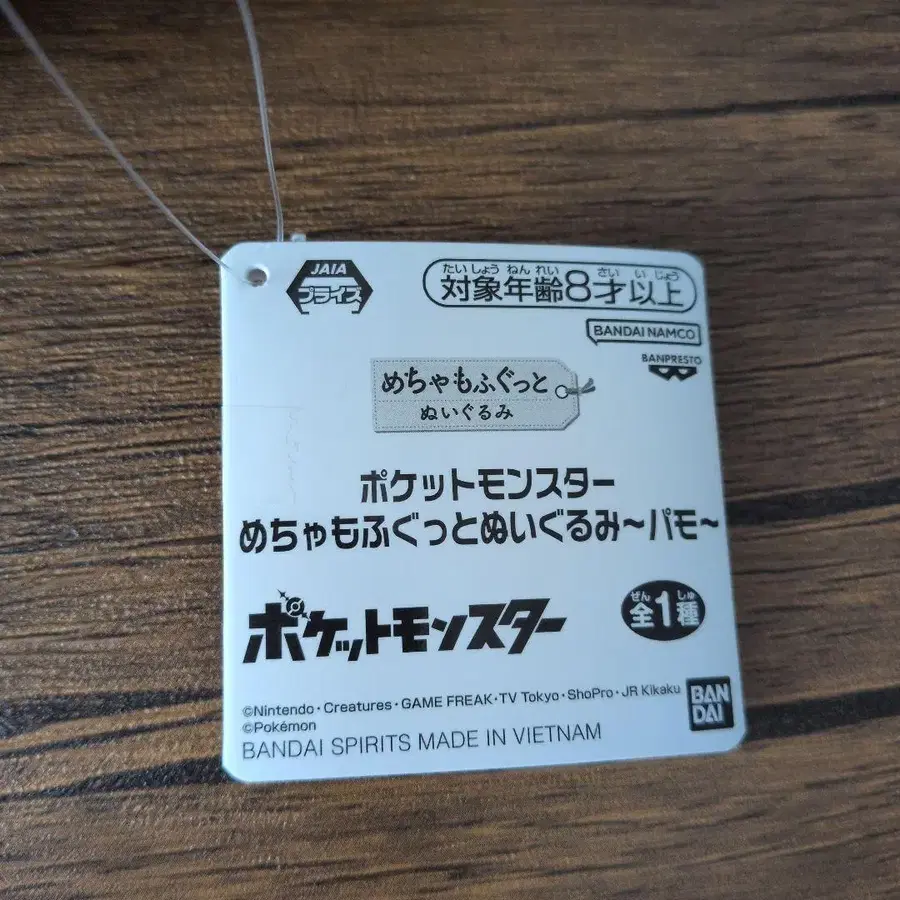 JAIA
プライズ
たいしょうねんれい さい いじょう
対象年齢8才以上
BANDAI NAMCO
BANPRESTO
めちゃもふぐっと
ぬいぐるみ
ポケットモンスター
めちゃもふぐっとぬいぐるみ～パモ～
ポケットモンスター
ぜん しゅ
全1種
©Nintendo・Creatures・GAME FREAK・TV Tokyo・ShoPro・JR Kikaku
©Pokémon
BANDAI SPIRITS MADE IN VIETNAM
BAN
DAI